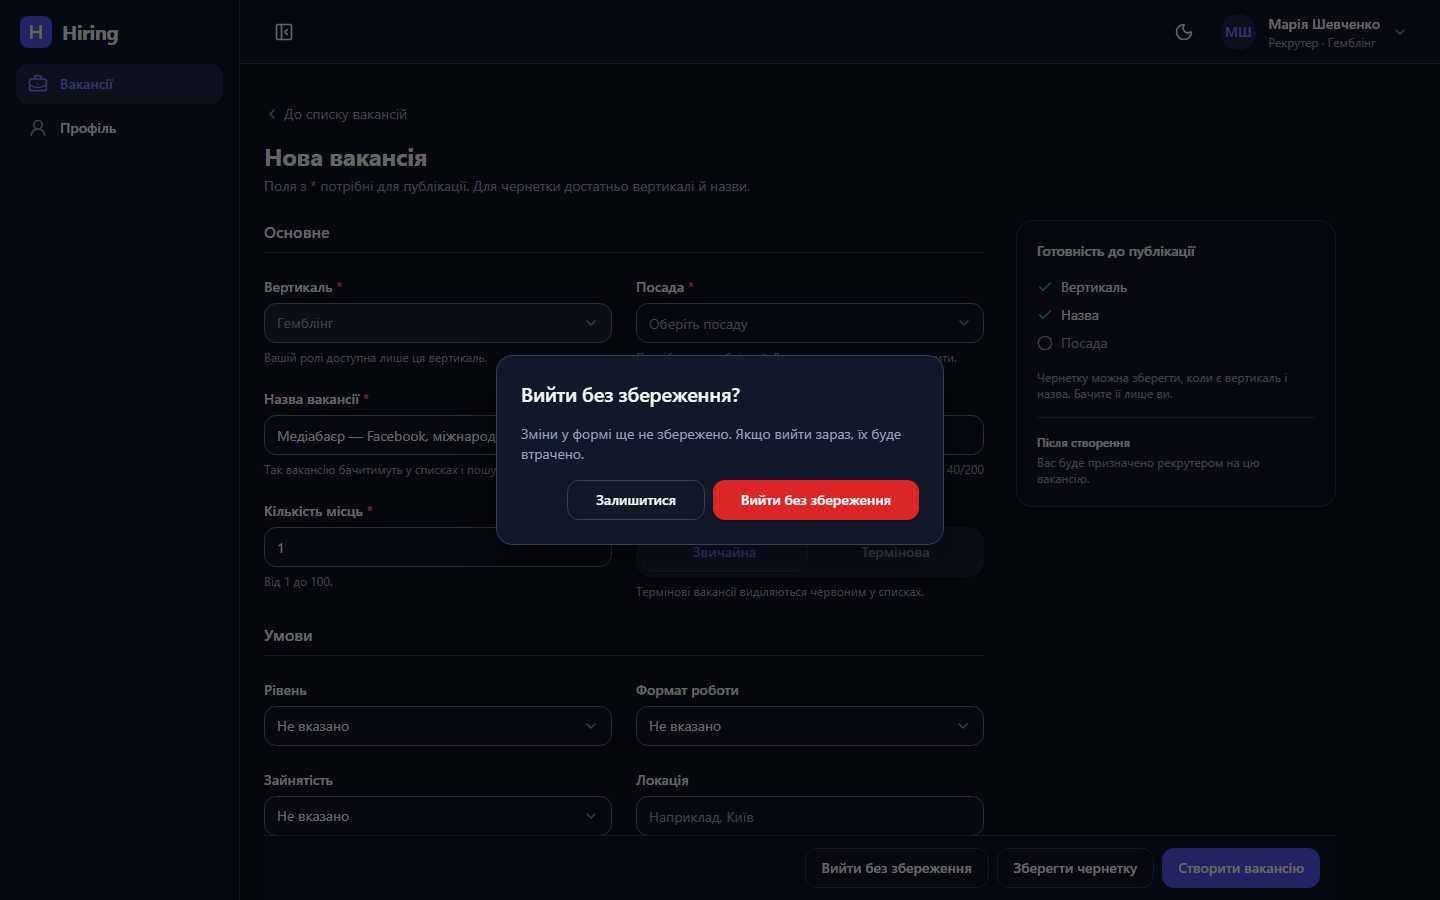 H Hiring
МШ
Марія Шевченко
Рекрутер · Гемблінг
Вакансії
Профіль
До списку вакансій
Нова вакансія
Поля з * потрібні для публікації. Для чернетки достатньо вертикалі й назви.
Основне
Вертикаль *
Посада *
Гемблінг
Оберіть посаду
Вашій ролі доступна лише ця вертикаль.
Назва вакансії *
Медіабаєр — Facebook, міжнарод
Так вакансію бачитимуть у списках і пошу
40/200
Кількість місць *
1
Від 1 до 100.
Звичайна
Термінова
Термінові вакансії виділяються червоним у списках.
Вийти без збереження?
Зміни у формі ще не збережено. Якщо вийти зараз, їх буде
втрачено.
Залишитися
Вийти без збереження
Умови
Рівень
Формат роботи
Не вказано
Не вказано
Зайнятість
Локація
Не вказано
Наприклад, Київ
Готовність до публікації
Вертикаль
Назва
Посада
Чернетку можна зберегти, коли є вертикаль і
назва. Бачите її лише ви.
Після створення
Вас буде призначено рекрутером на цю
вакансію.
Вийти без збереження
Зберегти чернетку
Створити вакансію